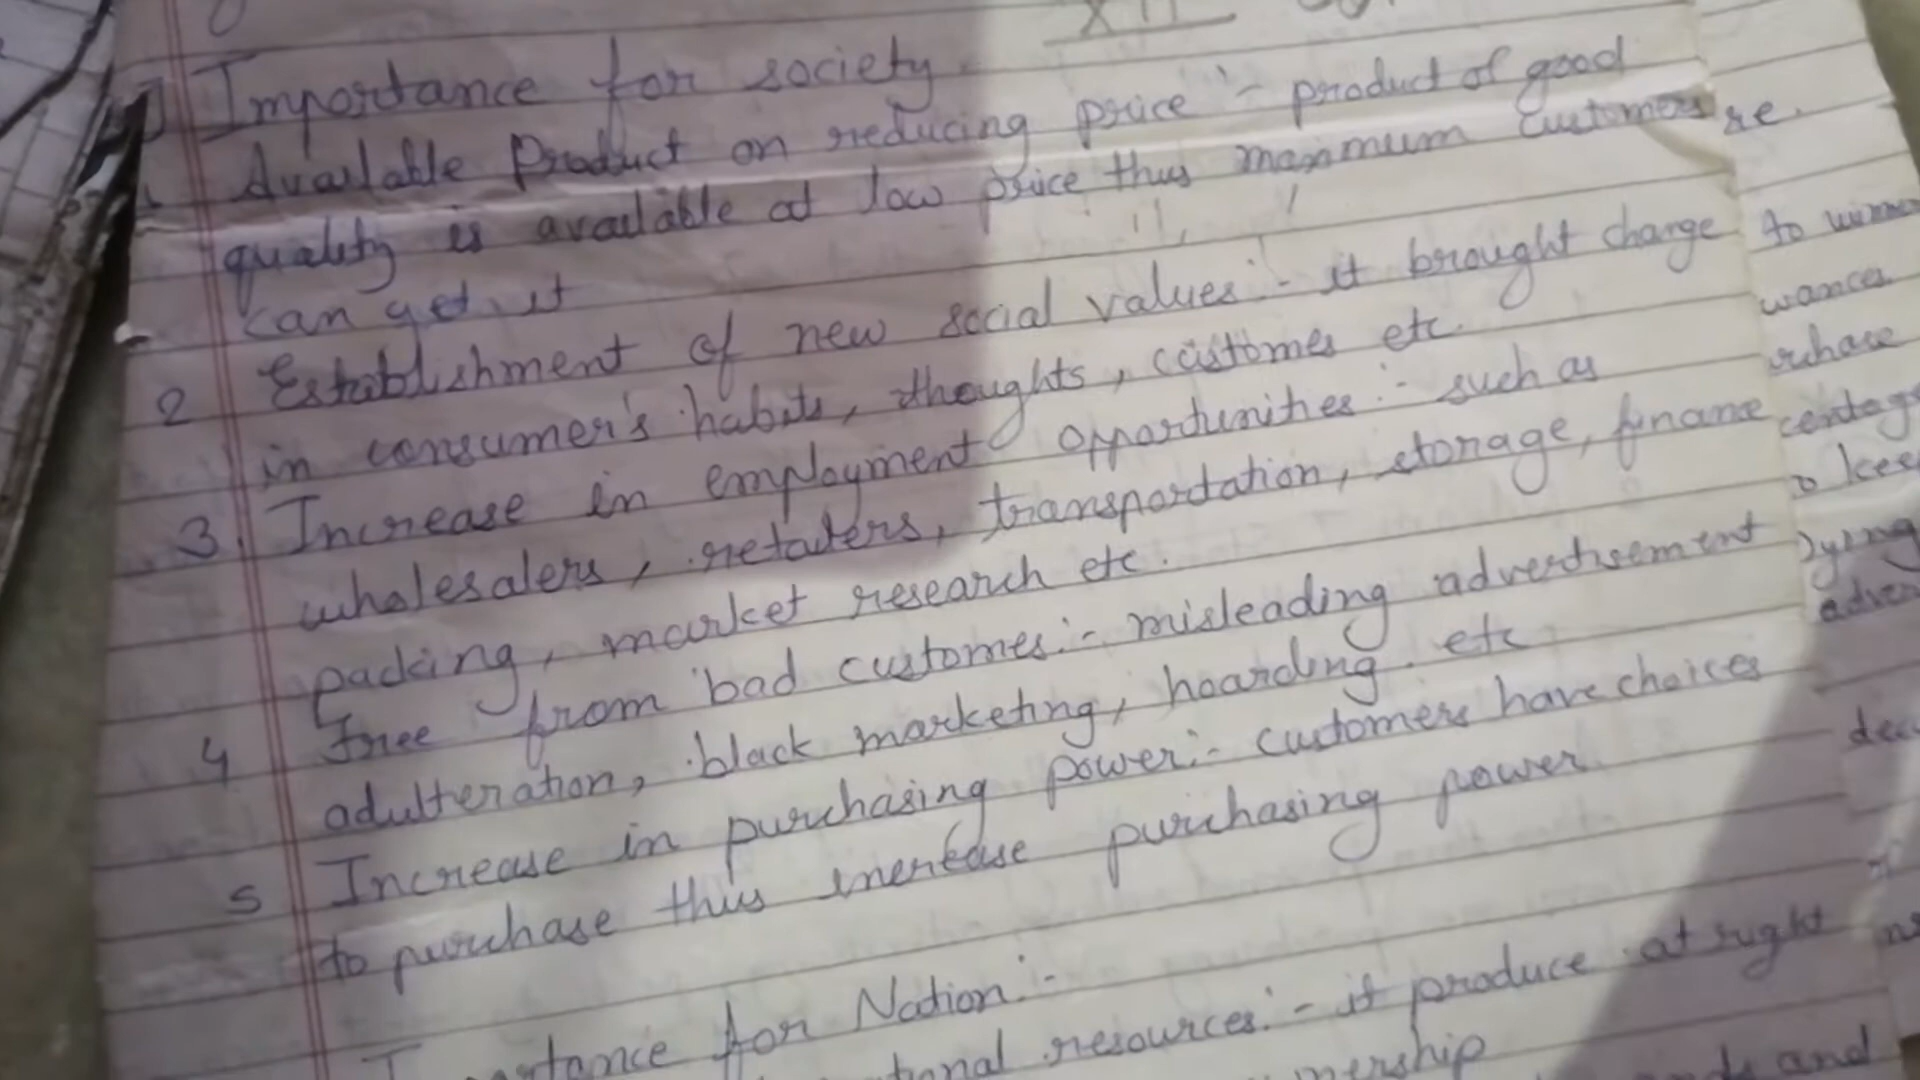 XII
Importance for society
1. Available Product on reducing price :- product of good
quality is available at low price thus maximum customers
can get it
2 Establishment of new social values :- it brought change
in consumer's habits, thoughts, customes etc.
3. Increase in employment opportunities :- such as
wholesalers, retailers, transportation, storage, finance
packing, market research etc.
4 free from bad customes :- misleading advertisement
adulteration, black marketing, hoarding. etc
5 Increase in purchasing power :- customers have choices
to purchase thus inerease purchasing power
for Nation :-
resources :- it produce at right
and